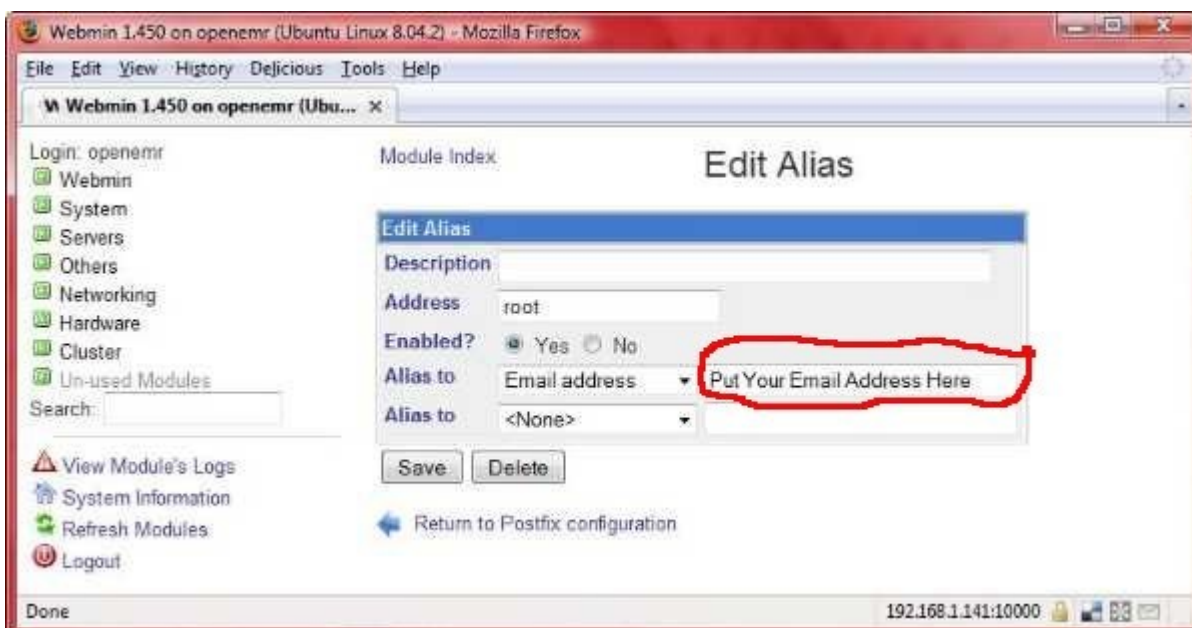 Webmin 1.450 on openemr (Ubuntu Linux 8.04.2) - Mozilla Firefox
File Edit View History Delicious Tools Help
Webmin 1.450 on openemr (Ubu...
Login: openemr
Webmin
System
Servers
Others
Networking
Hardware
Cluster
Un-used Modules
Search:
View Module's Logs
System Information
Refresh Modules
Logout
Module Index
Edit Alias
Edit Alias
Description
Address root
Enabled? Yes No
Alias to Email address Put Your Email Address Here
Alias to <None>
Save Delete
Return to Postfix configuration
Done 192.168.1.141:10000